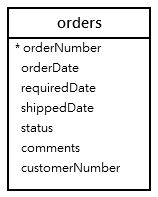 orders
* orderNumber
orderDate
requiredDate
shippedDate
status
comments
customerNumber